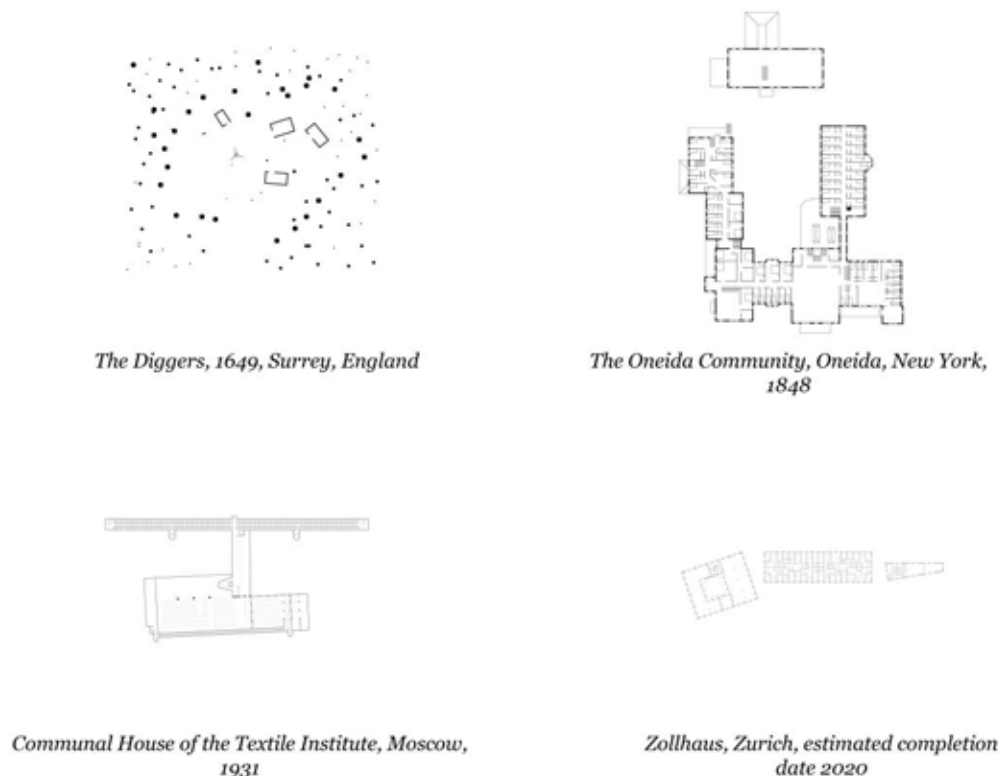 The Diggers, 1649, Surrey, England
The Oneida Community, Oneida, New York,
1848
Communal House of the Textile Institute, Moscow,
1931
Zollhaus, Zurich, estimated completion
date 2020